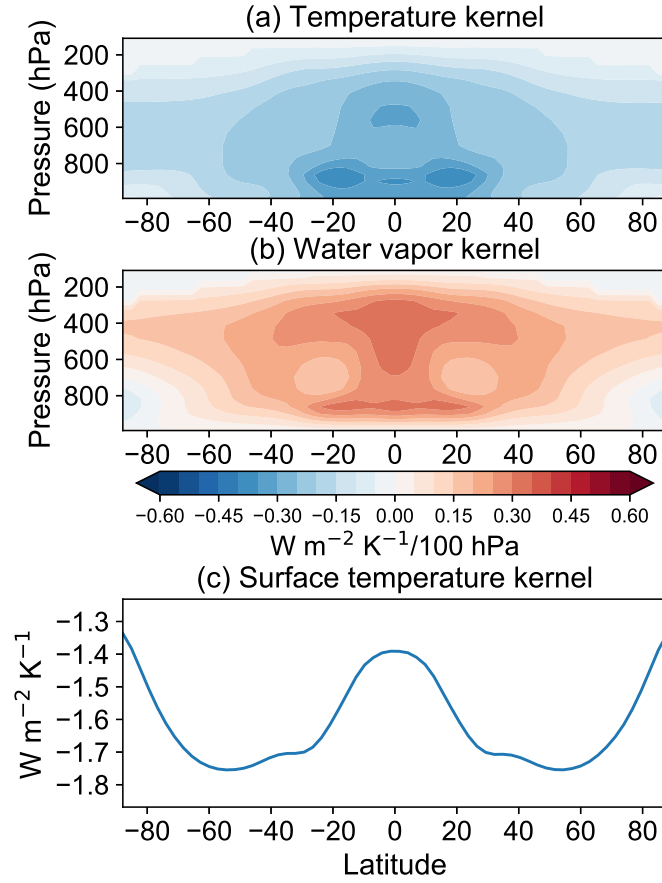 (a) Temperature kernel
Pressure (hPa)
200
400
600
800
−80 −60 −40 −20 0 20 40 60 80
(b) Water vapor kernel
Pressure (hPa)
200
400
600
800
−80 −60 −40 −20 0 20 40 60 80
−0.60 −0.45 −0.30 −0.15 0.00 0.15 0.30 0.45 0.60
W m⁻² K⁻¹/100 hPa
(c) Surface temperature kernel
W m⁻² K⁻¹
−1.3
−1.4
−1.5
−1.6
−1.7
−1.8
−80 −60 −40 −20 0 20 40 60 80
Latitude